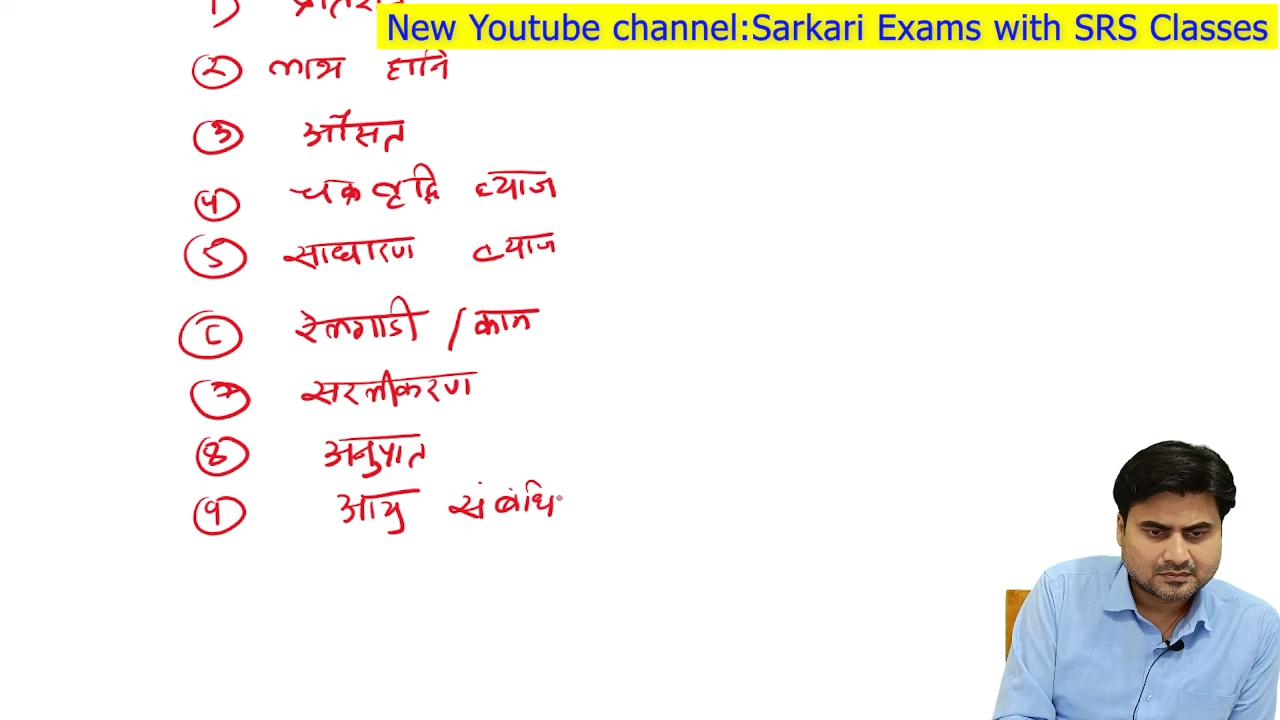 New Youtube channel:Sarkari Exams with SRS Classes
1)
2 लाभ हानि
3 औसत
4 चक्रवृद्धि ब्याज
5 साधारण ब्याज
6 रेलगाडी / काम
7 सरलीकरण
8 अनुपात
9 आयु संबंधि